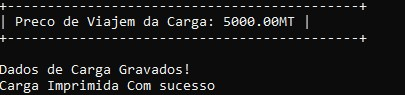 +-------------------------------------------+
| Preco de Viajem da Carga: 5000.00MT |
+-------------------------------------------+
Dados de Carga Gravados!
Carga Imprimida Com sucesso